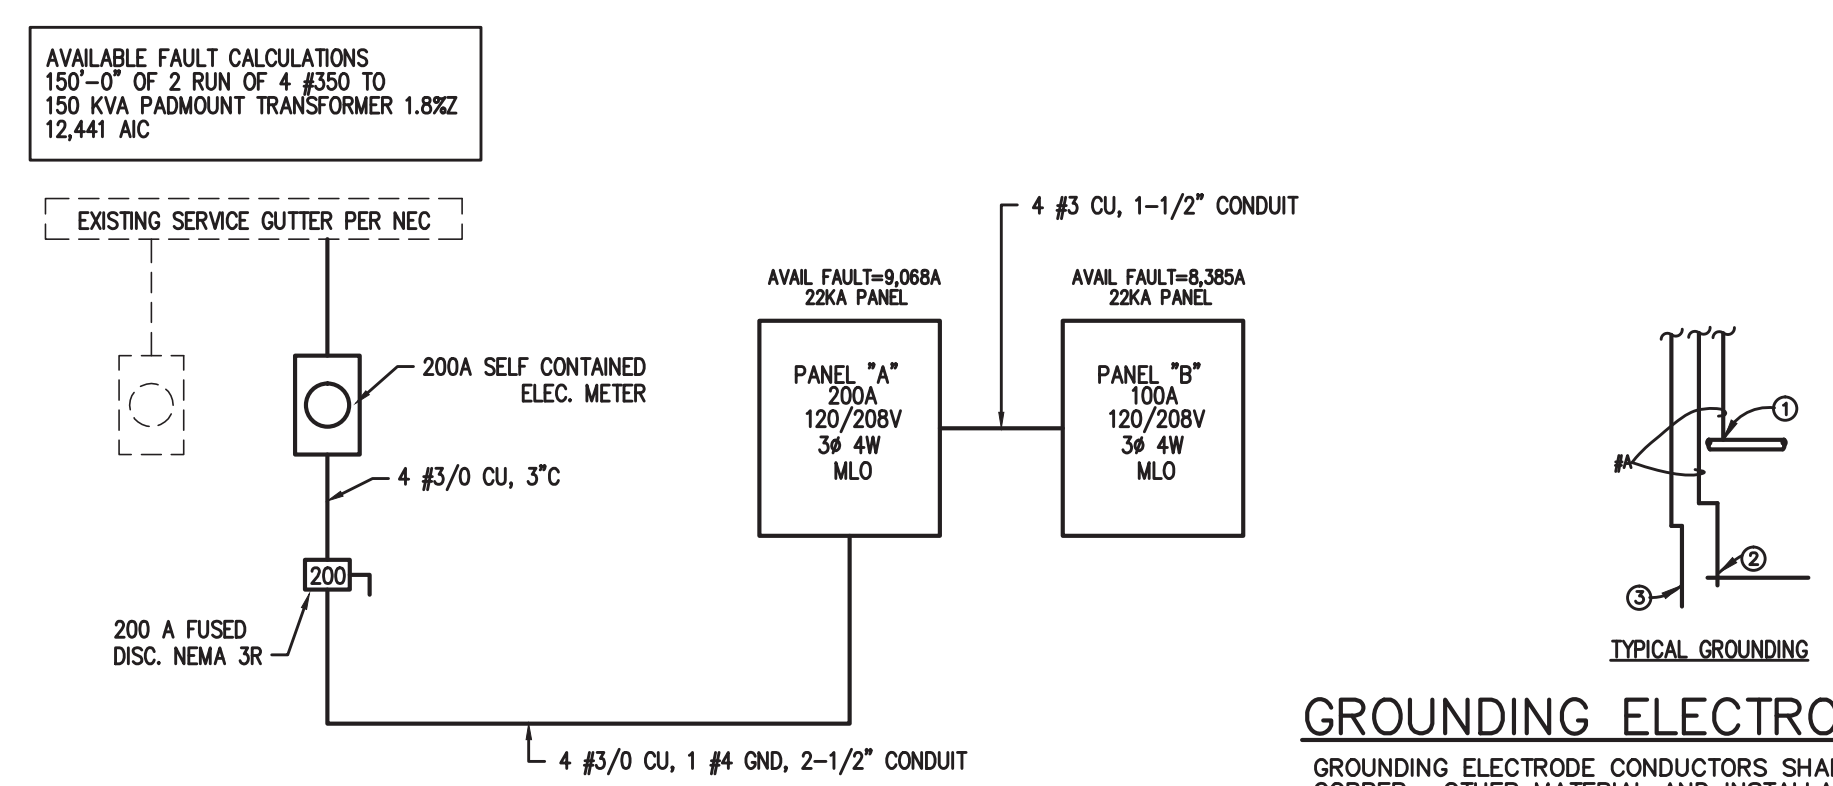 AVAILABLE FAULT CALCULATIONS
150'-0" OF 2 RUN OF 4 #350 TO
150 KVA PADMOUNT TRANSFORMER 1.8%Z
12,441 AIC
EXISTING SERVICE GUTTER PER NEC
4 #3 CU, 1-1/2" CONDUIT
AVAIL FAULT=9,068A
22KA PANEL
AVAIL FAULT=8,385A
22KA PANEL
200A SELF CONTAINED
ELEC. METER
PANEL "A"
200A
120/208V
3ø 4W
MLO
PANEL "B"
100A
120/208V
3ø 4W
MLO
4 #3/0 CU, 3"C
200
200 A FUSED
DISC. NEMA 3R
4 #3/0 CU, 1 #4 GND, 2-1/2" CONDUIT
1
#A
2
3
TYPICAL GROUNDING
GROUNDING ELECTRO
GROUNDING ELECTRODE CONDUCTORS SHA